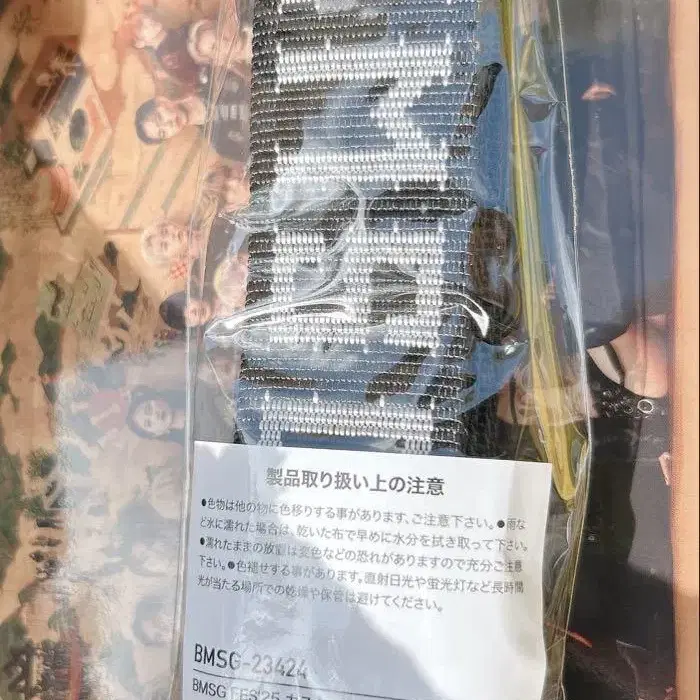 製品取り扱い上の注意
●色物は他の物に色移りする事があります、ご注意下さい。●雨な
ど水に濡れた場合は、乾いた布で早めに水分を拭き取って下さい。
●濡れたままの放置は変色などの恐れがありますので充分ご注意
下さい。●色褪せする事があります。直射日光や蛍光灯など長時間
光が当たる場所での乾燥や保管は避けてください。
BMSG-23424
BMSG FES'25